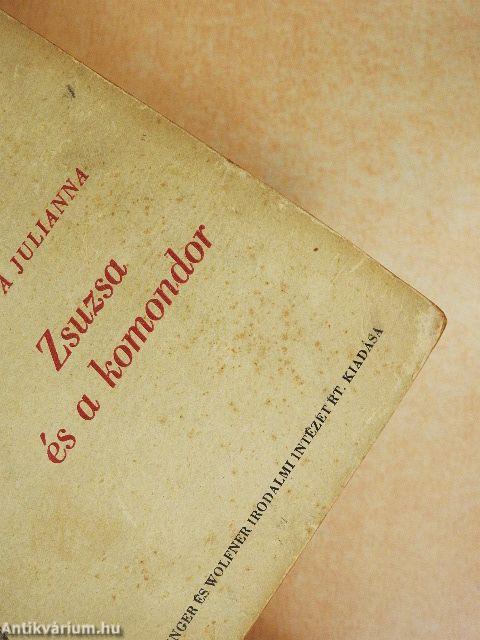 A JULIANNA
Zsuzsa
és a komondor
NGER ÉS WOLFNER IRODALMI INTÉZET RT. KIADÁSA
Antikvárium.hu